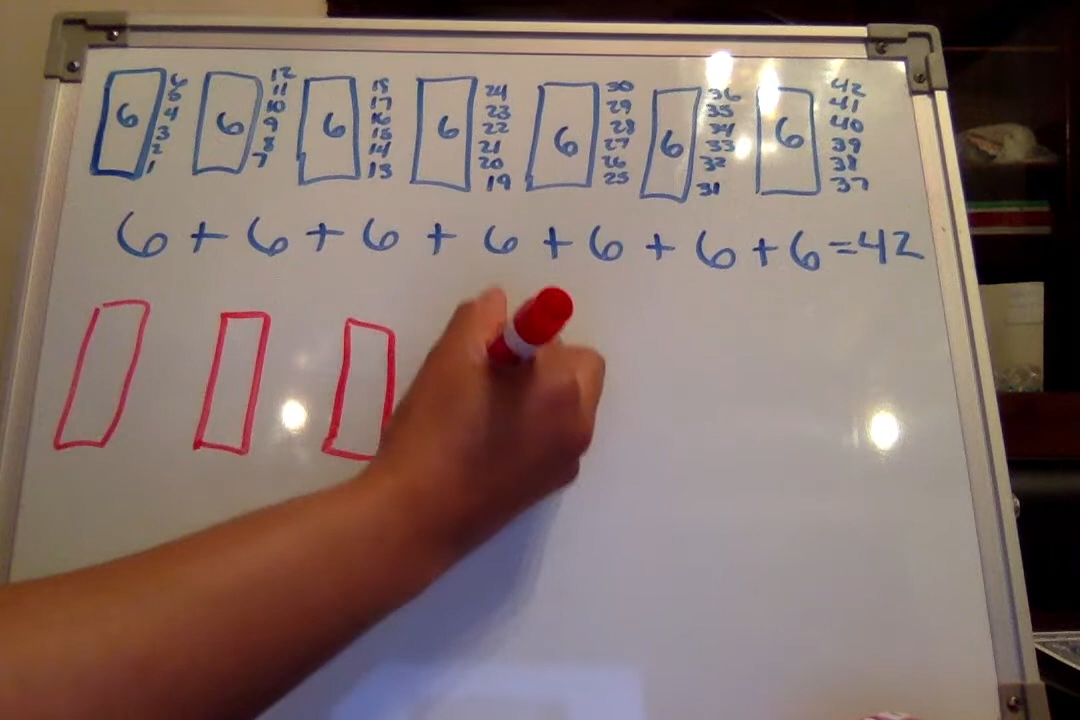 6 12 18 24 30 36 42
5 11 17 23 29 35 41
4 10 16 22 28 34 40
6 6 6 6 6 6 6
3 9 15 21 27 33 39
2 8 14 20 26 32 38
1 7 13 19 25 31 37
6 + 6 + 6 + 6 + 6 + 6 + 6 = 42